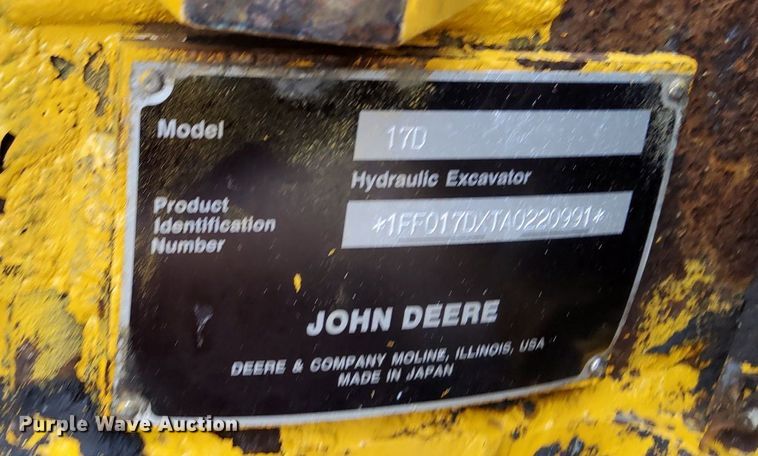 Model 17D
Hydraulic Excavator
Product
Identification
Number
*1FF017DXTA0220991*
JOHN DEERE
DEERE & COMPANY MOLINE, ILLINOIS, USA
MADE IN JAPAN
Purple Wave Auction